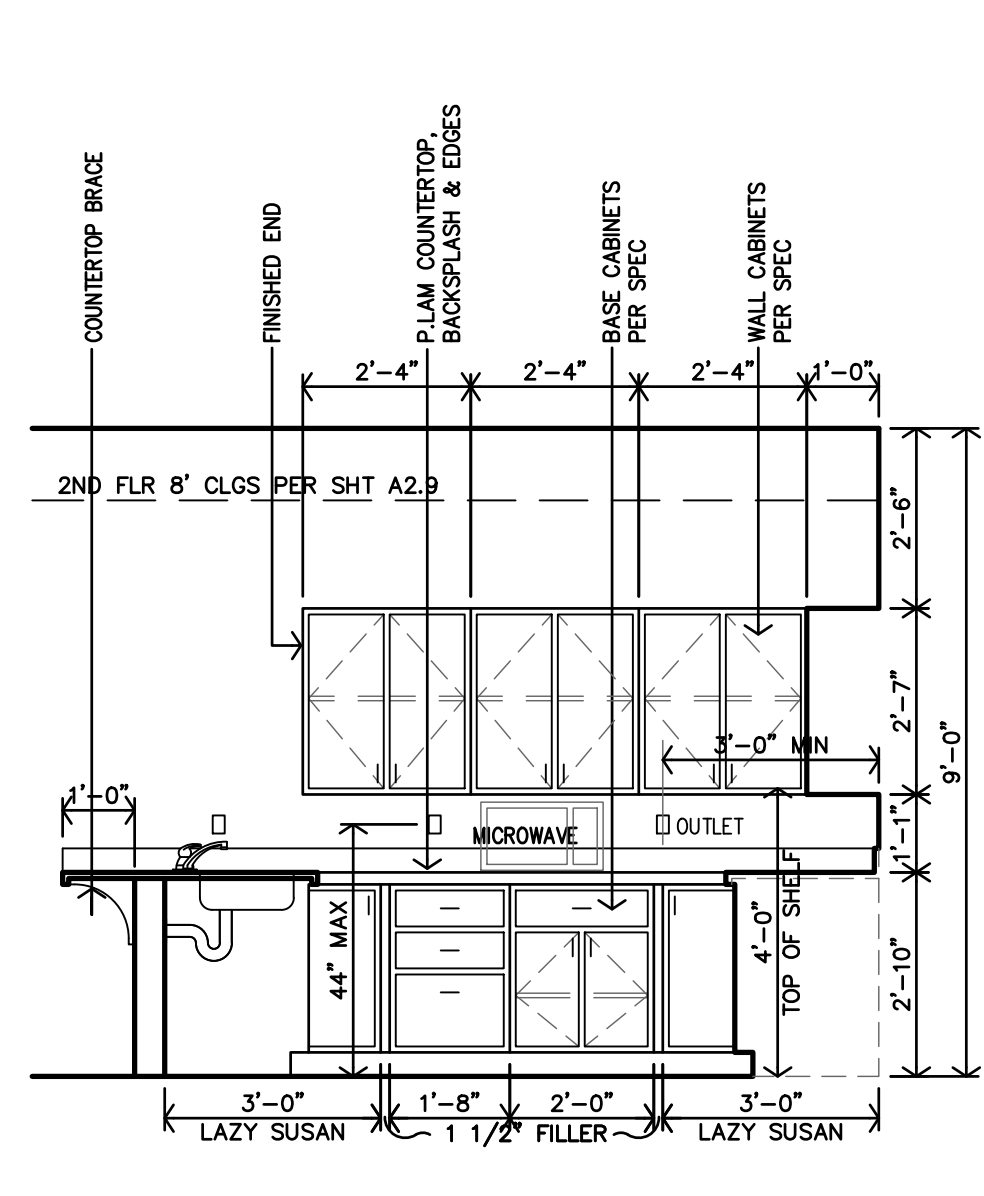 COUNTERTOP BRACE
FINISHED END
P.LAM COUNTERTOP,
BACKSPLASH & EDGES
BASE CABINETS
PER SPEC
WALL CABINETS
PER SPEC
2'-4" 2'-4" 2'-4" 1'-0"
2ND FLR 8' CLGS PER SHT A2.9
2'-6"
2'-7"
9'-0"
3'-0" MIN
1'-0"
MICROWAVE
OUTLET
1'-1"
44" MAX
4'-0"
TOP OF SHELF
2'-10"
3'-0" 1'-8" 2'-0" 3'-0"
LAZY SUSAN 1 1/2" FILLER LAZY SUSAN